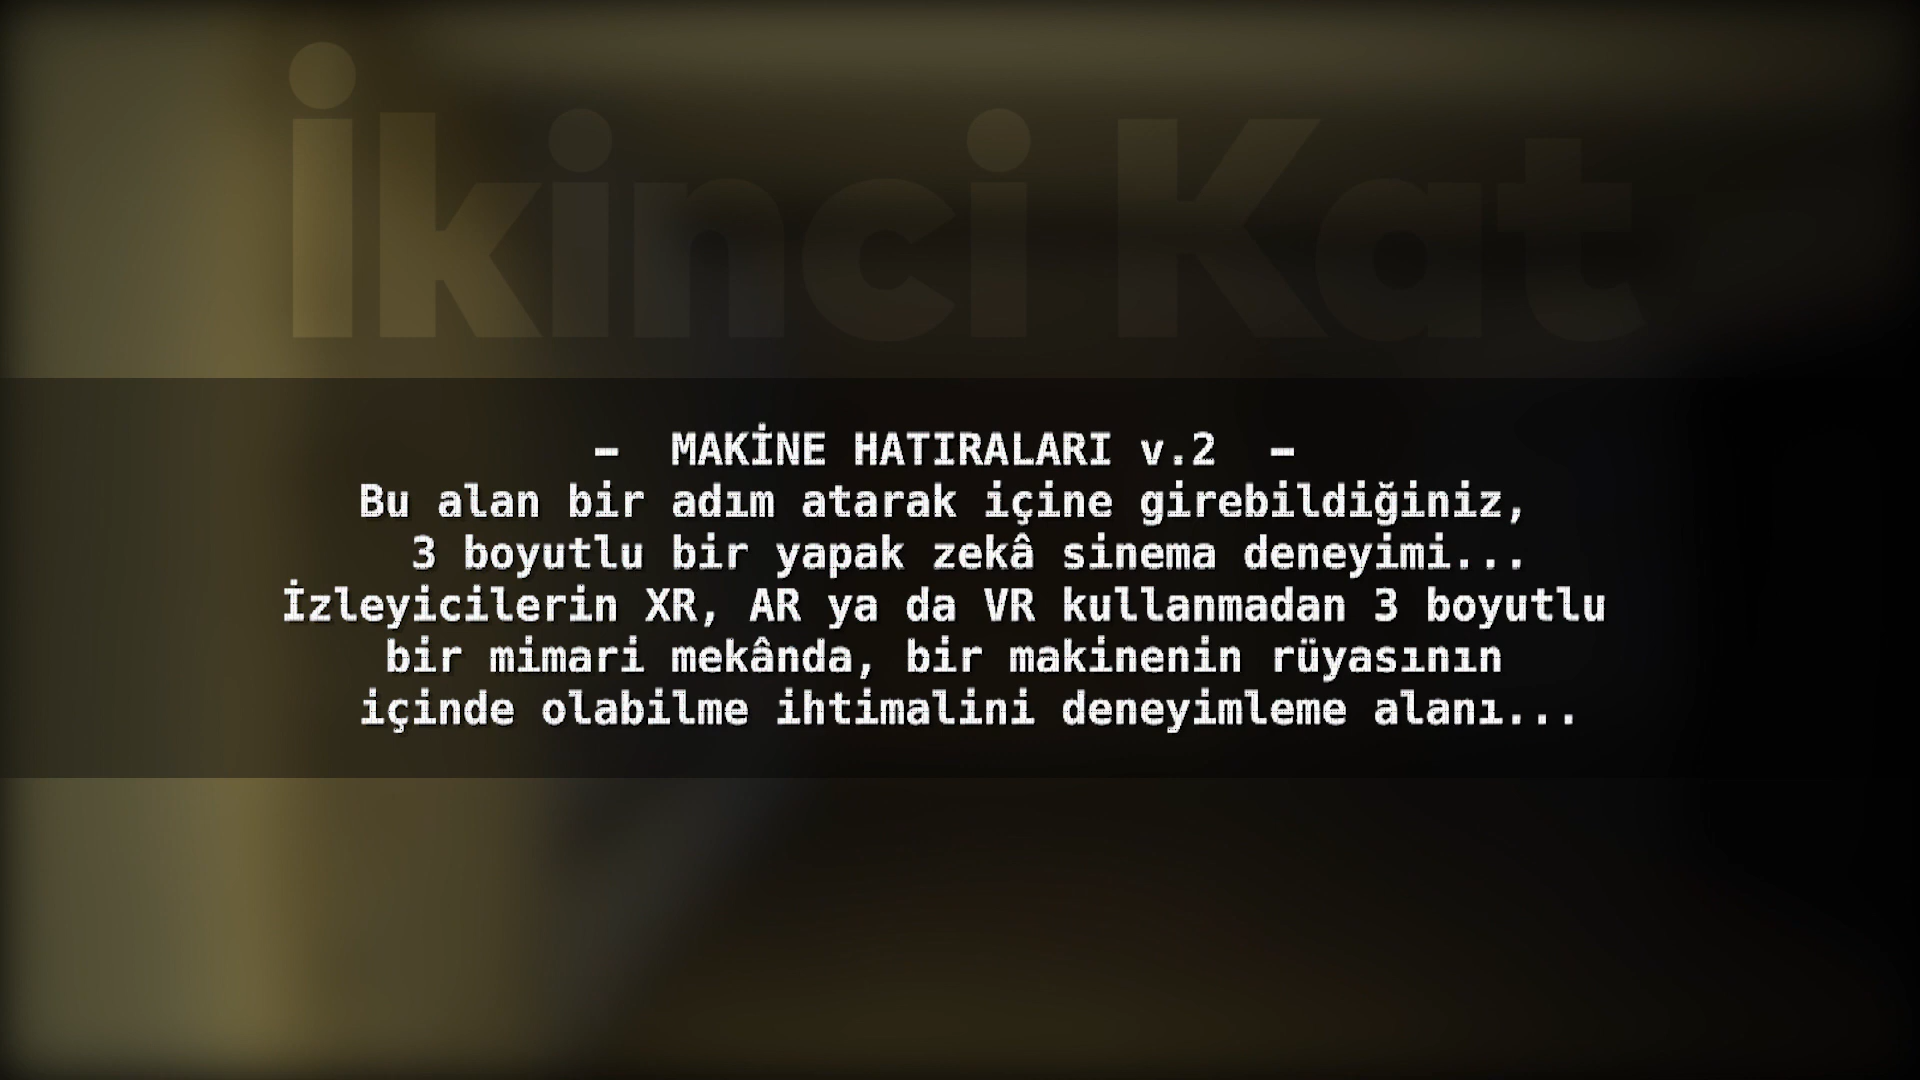 İkinci Kat
– MAKİNE HATIRALARI v.2 –
Bu alan bir adım atarak içine girebildiğiniz,
3 boyutlu bir yapak zekâ sinema deneyimi...
İzleyicilerin XR, AR ya da VR kullanmadan 3 boyutlu
bir mimari mekânda, bir makinenin rüyasının
içinde olabilme ihtimalini deneyimleme alanı...